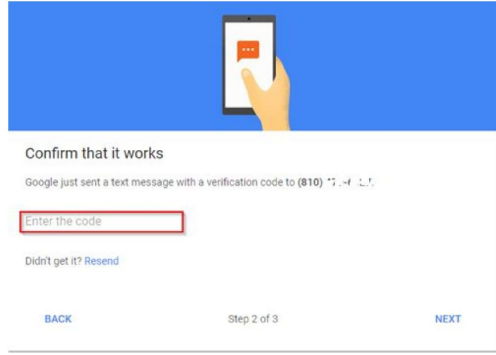 Confirm that it works
Google just sent a text message with a verification code to (810)
Enter the code
Didn't get it? Resend
BACK Step 2 of 3 NEXT